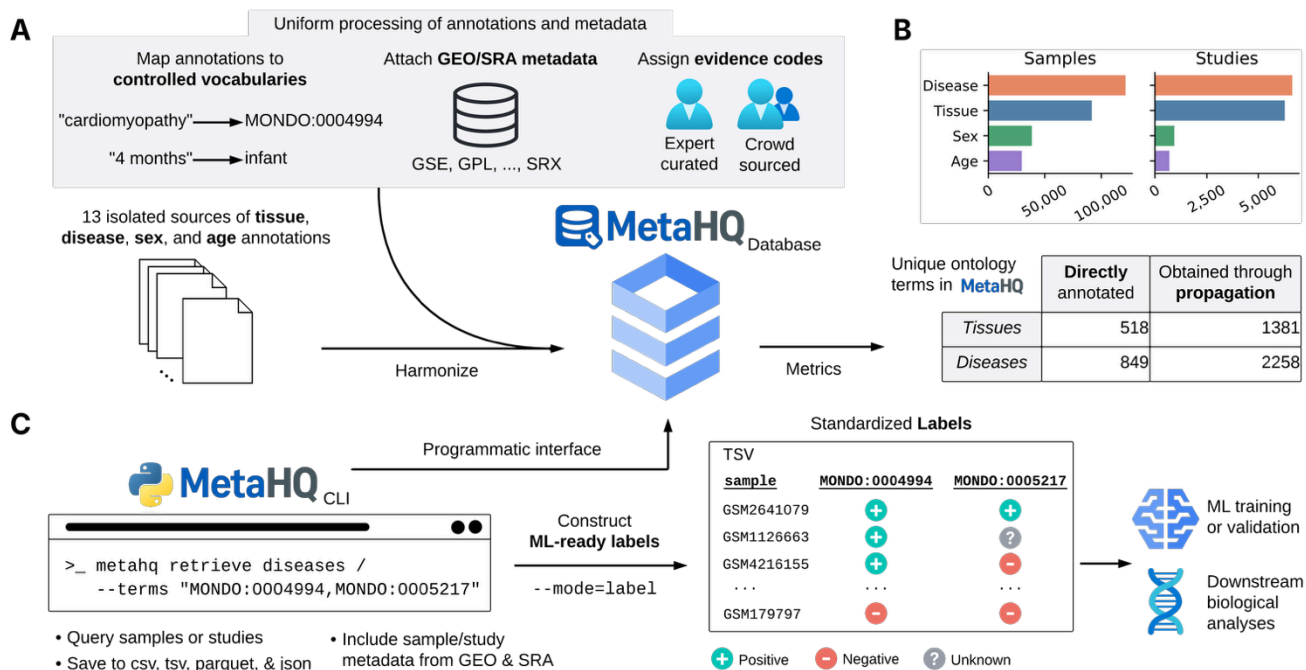 A
Uniform processing of annotations and metadata
Map annotations to
controlled vocabularies
"cardiomyopathy" MONDO:0004994
"4 months" infant
Attach GEO/SRA metadata
GSE, GPL, ..., SRX
Assign evidence codes
Expert
curated
Crowd
sourced
13 isolated sources of tissue,
disease, sex, and age annotations
Harmonize
MetaHQ Database
Metrics
B
Samples
Studies
Disease
Tissue
Sex
Age
0
50,000
100,000
0
2,500
5,000
Unique ontology
terms in MetaHQ
Directly
annotated
Obtained through
propagation
Tissues 518 1381
Diseases 849 2258
C
Programmatic interface
MetaHQ CLI
>_ metahq retrieve diseases /
--terms "MONDO:0004994,MONDO:0005217"
• Query samples or studies
• Save to csv, tsv, parquet, & json
• Include sample/study
metadata from GEO & SRA
Construct
ML-ready labels
--mode=label
Standardized Labels
TSV
sample MONDO:0004994 MONDO:0005217
GSM2641079 + +
GSM1126663 + ?
GSM4216155 + -
... ... ...
GSM179797 - -
+ Positive - Negative ? Unknown
ML training
or validation
Downstream
biological
analyses